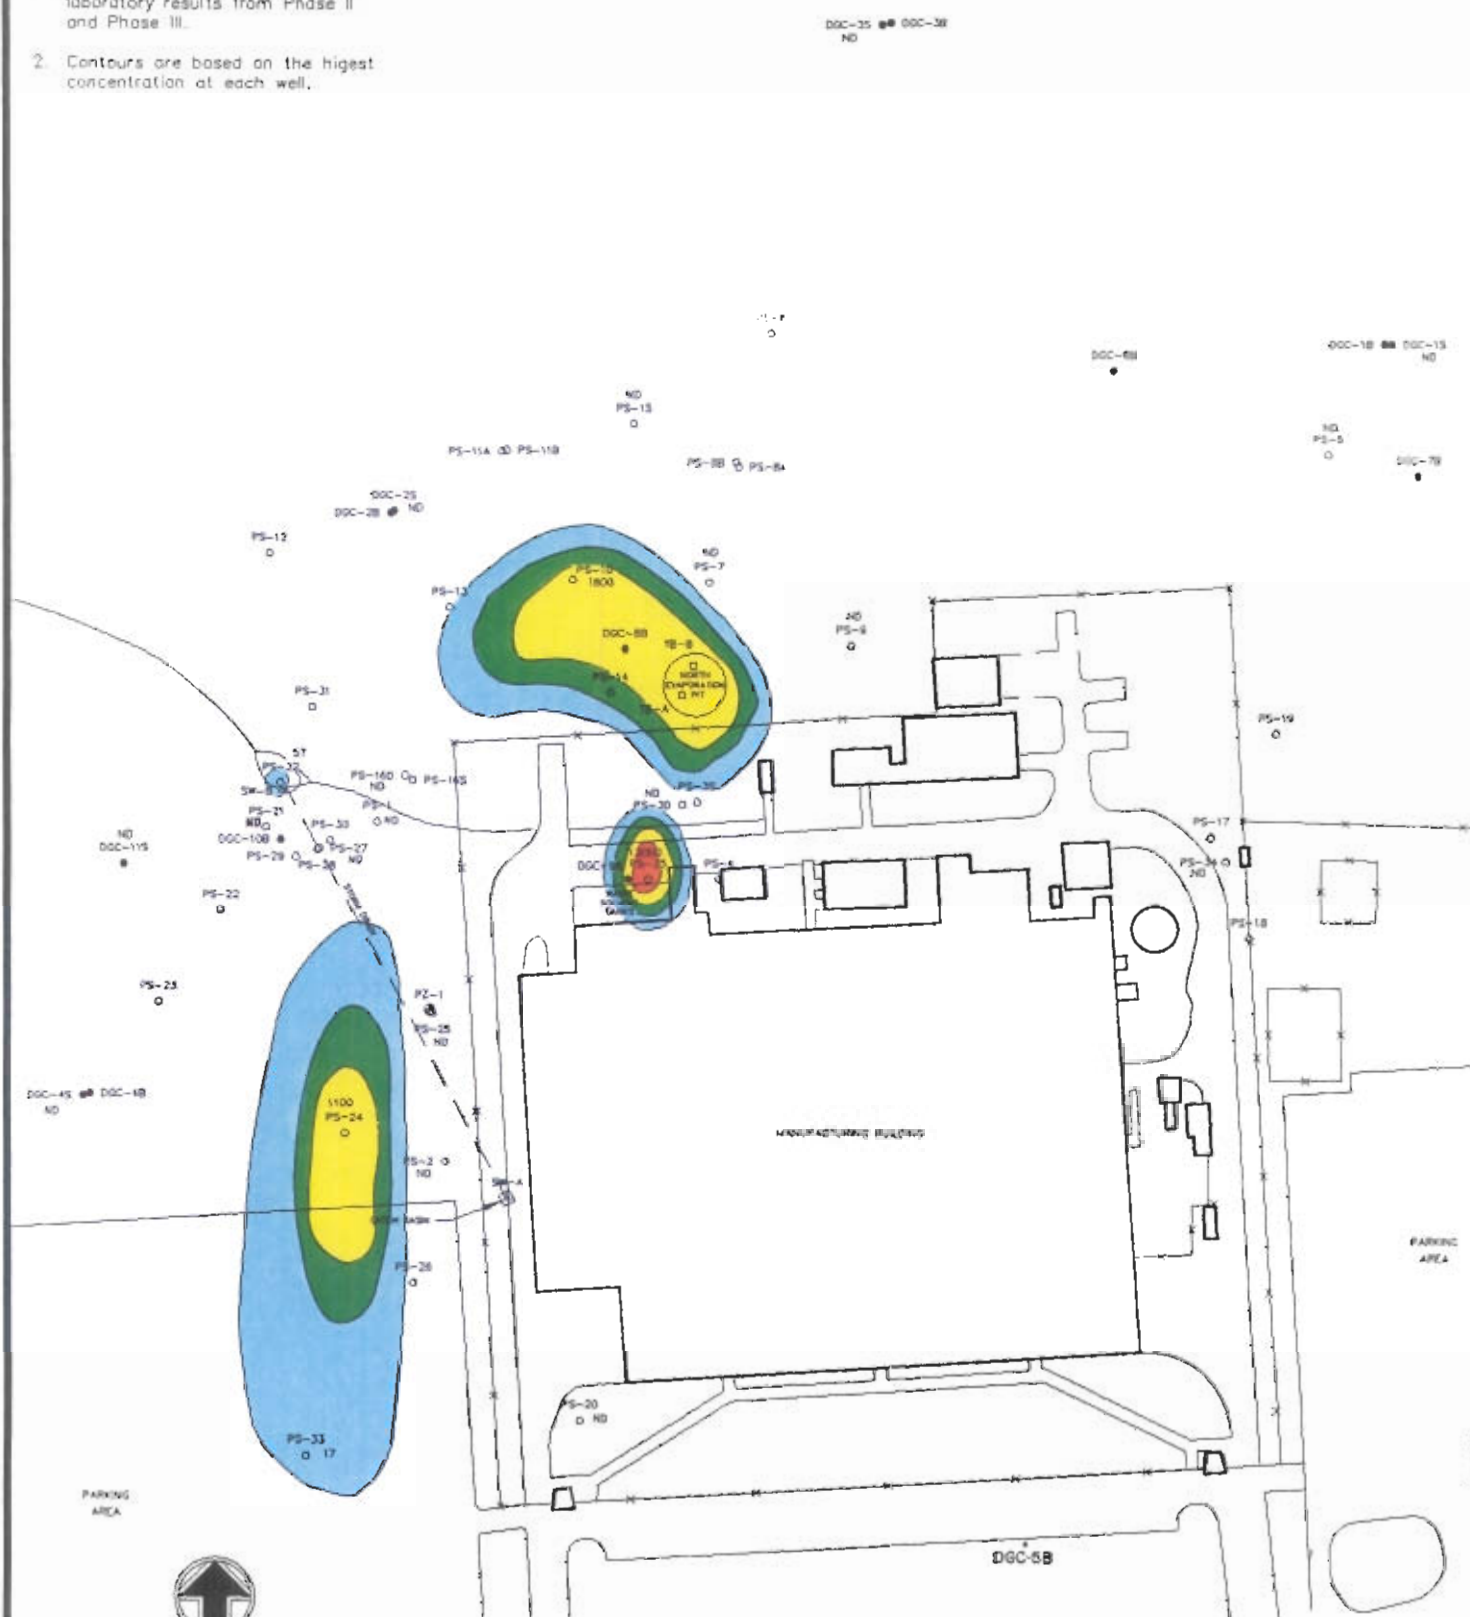 laboratory results from Phase II
and Phase III.
2. Contours are based on the higest
concentration at each well.
DGC-3S DGC-3B
ND
DGC-1B DGC-1S
ND
ND
PS-15
PS-11A PS-11B
PS-8B PS-8A
ND
PS-5
DGC-7B
DGC-2S
DGC-2B ND
PS-12
ND
PS-7
PS-10
1800
PS-13
ND
PS-6
DGC-8B
TB-B
PS-14
NORTH
EVAPORATION
PIT
TB-A
PS-31
PS-19
57
PS-32
PS-16D PS-16S
ND
PS-1
ND
PS-21
ND
DGC-10B
PS-29
PS-30
PS-27
ND
ND
DGC-11S
PS-17
ND
PS-22
PS-18
PS-23
PZ-1
PS-25
ND
DGC-4S DGC-4B
ND
1100
PS-24
MANUFACTURING BUILDING
PS-2
ND
SW-A
CATCH BASIN
PS-26
PARKING
AREA
PS-20
ND
PS-33
17
PARKING
AREA
DGC-5B